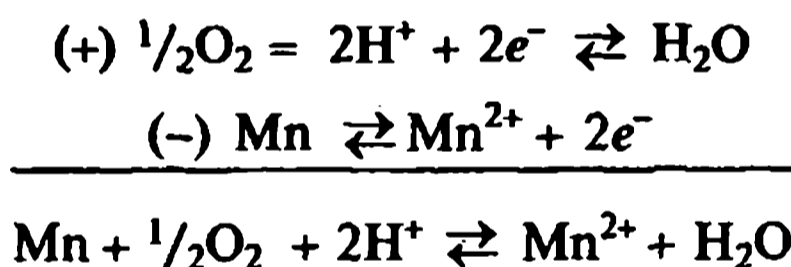 (+) ¹/₂O₂ = 2H⁺ + 2e⁻ ⇄ H₂O
(−) Mn ⇄ Mn²⁺ + 2e⁻
Mn + ¹/₂O₂ + 2H⁺ ⇄ Mn²⁺ + H₂O